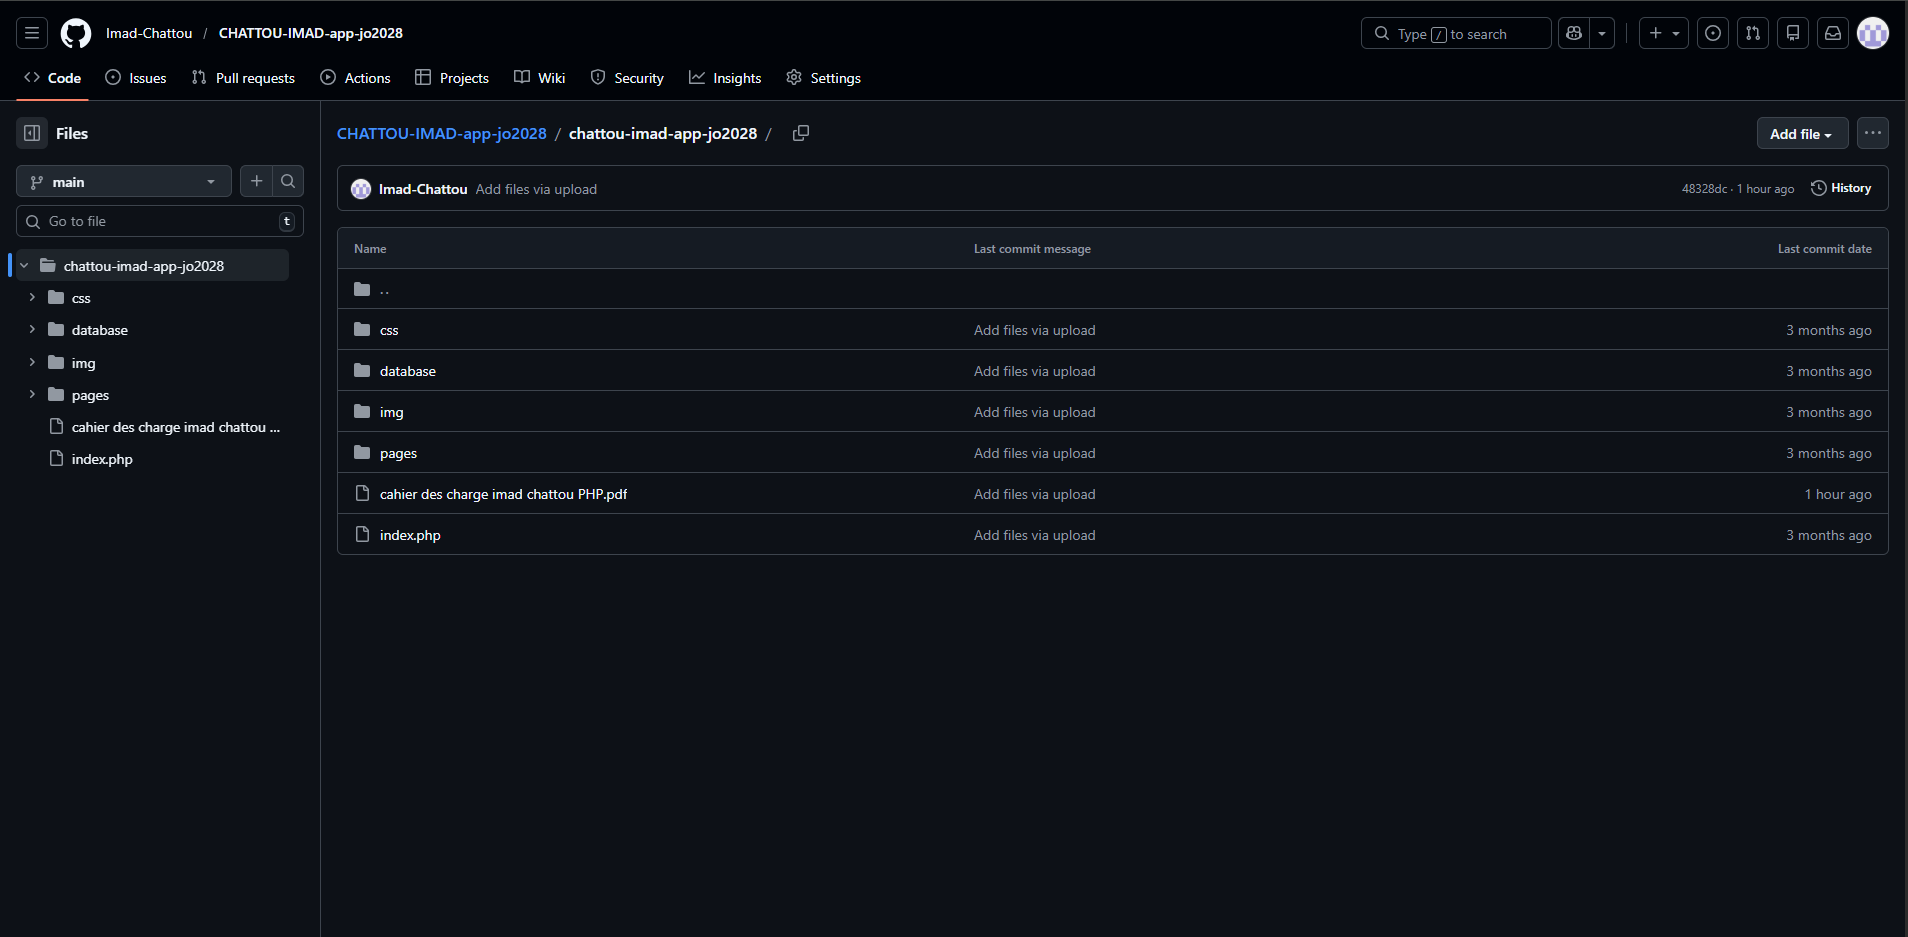 Imad-Chattou / CHATTOU-IMAD-app-jo2028
Type / to search
Code Issues Pull requests Actions Projects Wiki Security Insights Settings
Files
main
Go to file
t
chattou-imad-app-jo2028
css
database
img
pages
cahier des charge imad chattou ...
index.php
CHATTOU-IMAD-app-jo2028 / chattou-imad-app-jo2028 /
Add file
Imad-Chattou Add files via upload
48328dc · 1 hour ago History
Name Last commit message Last commit date
..
css Add files via upload 3 months ago
database Add files via upload 3 months ago
img Add files via upload 3 months ago
pages Add files via upload 3 months ago
cahier des charge imad chattou PHP.pdf Add files via upload 1 hour ago
index.php Add files via upload 3 months ago